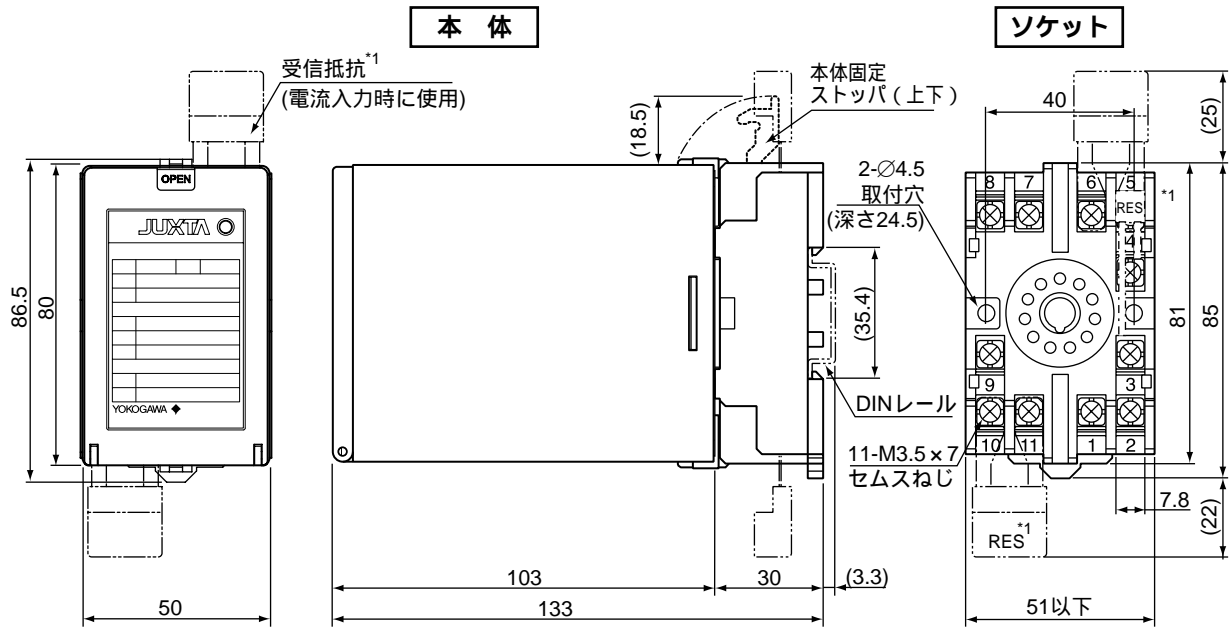 本 体
ソケット
受信抵抗*1
(電流入力時に使用)
本体固定
ストッパ（上下）
(18.5)
40
(25)
2-∅4.5
取付穴
(深さ24.5)
OPEN
JUXTA
8 7 6 5
RES
*1
4
86.5
80
(35.4)
81
85
9 3
YOKOGAWA
DINレール
11-M3.5×7
セムスねじ
10 11 1 2
7.8
(22)
RES*1
103
30
(3.3)
50
133
51以下